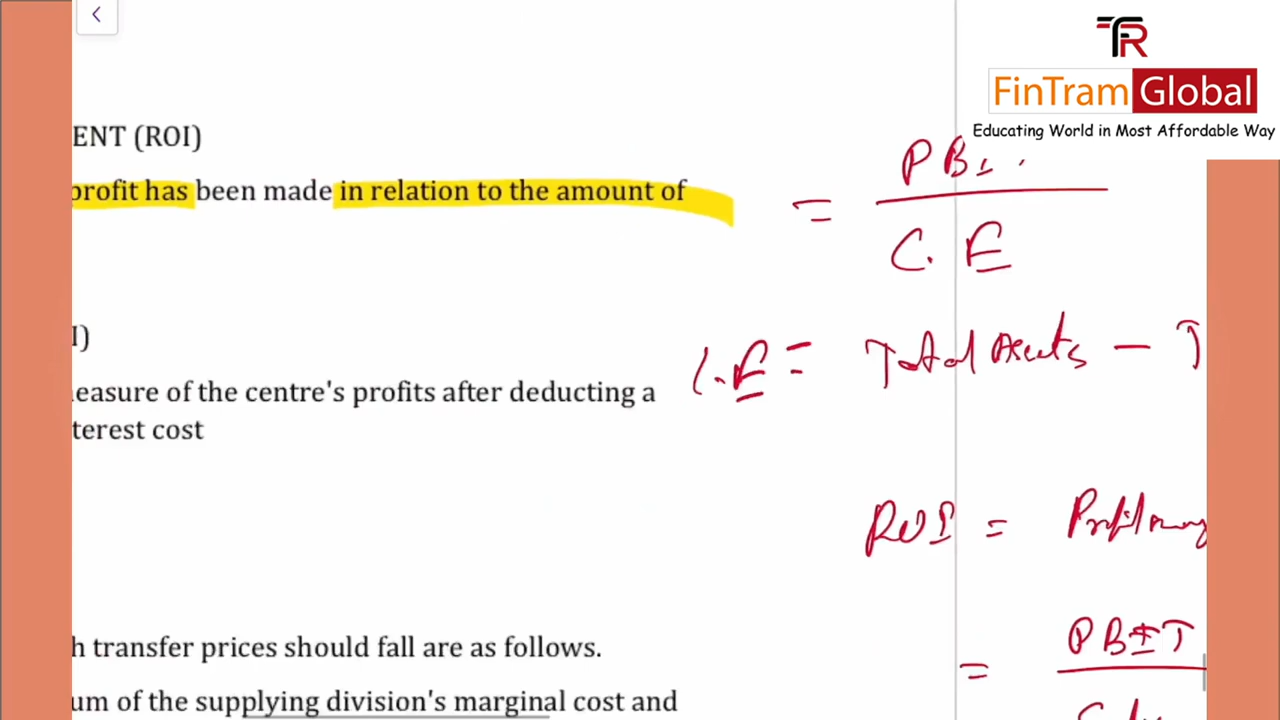 TR
FinTram Global
Educating World in Most Affordable Way
ENT (ROI)
profit has been made in relation to the amount of
= PBI
C. E
I)
easure of the centre's profits after deducting a
terest cost
C.E = Total Assets –
ROI =
= PBIT
h transfer prices should fall are as follows.
um of the supplying division's marginal cost and